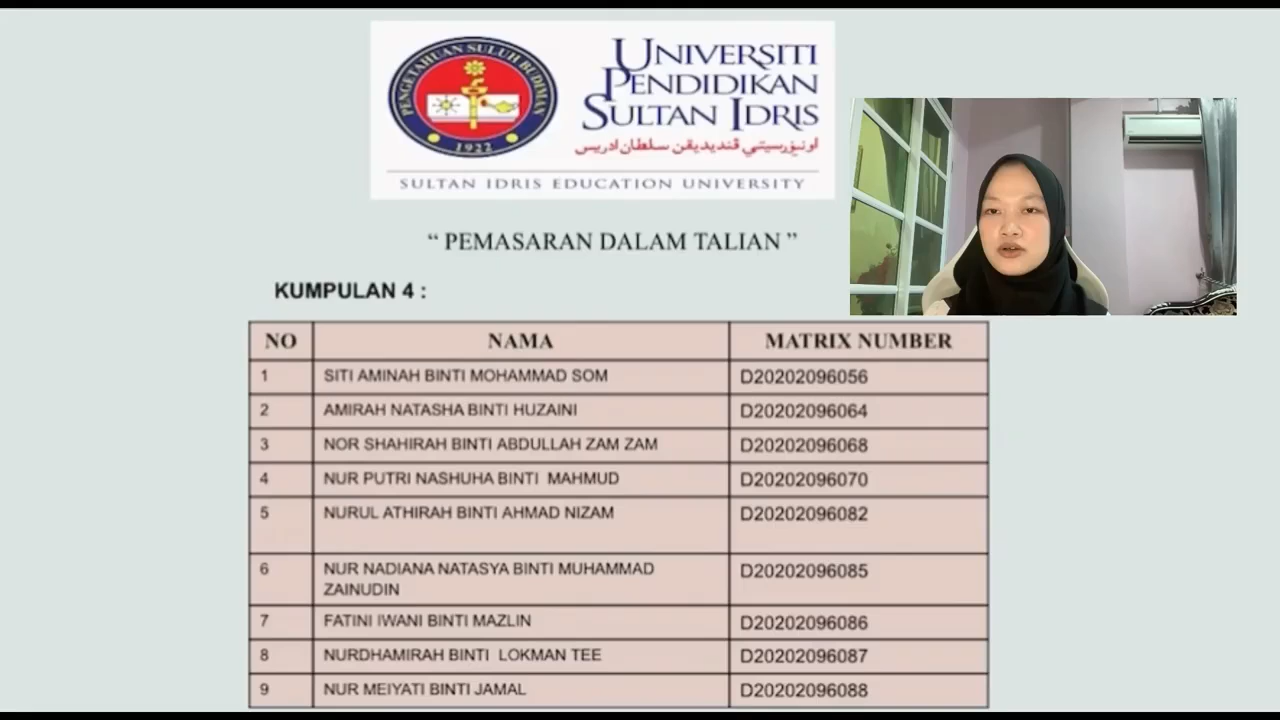 PENGETAHUAN SULUH BUDIMAN
1922
UNIVERSITI
PENDIDIKAN
SULTAN IDRIS
اونيۏرسيتي ڤنديديقن سلطان ادريس
SULTAN IDRIS EDUCATION UNIVERSITY
“ PEMASARAN DALAM TALIAN ”
KUMPULAN 4 :
NO NAMA MATRIX NUMBER
1 SITI AMINAH BINTI MOHAMMAD SOM D20202096056
2 AMIRAH NATASHA BINTI HUZAINI D20202096064
3 NOR SHAHIRAH BINTI ABDULLAH ZAM ZAM D20202096068
4 NUR PUTRI NASHUHA BINTI MAHMUD D20202096070
5 NURUL ATHIRAH BINTI AHMAD NIZAM D20202096082
6 NUR NADIANA NATASYA BINTI MUHAMMAD D20202096085
ZAINUDIN
7 FATINI IWANI BINTI MAZLIN D20202096086
8 NURDHAMIRAH BINTI LOKMAN TEE D20202096087
9 NUR MEIYATI BINTI JAMAL D20202096088